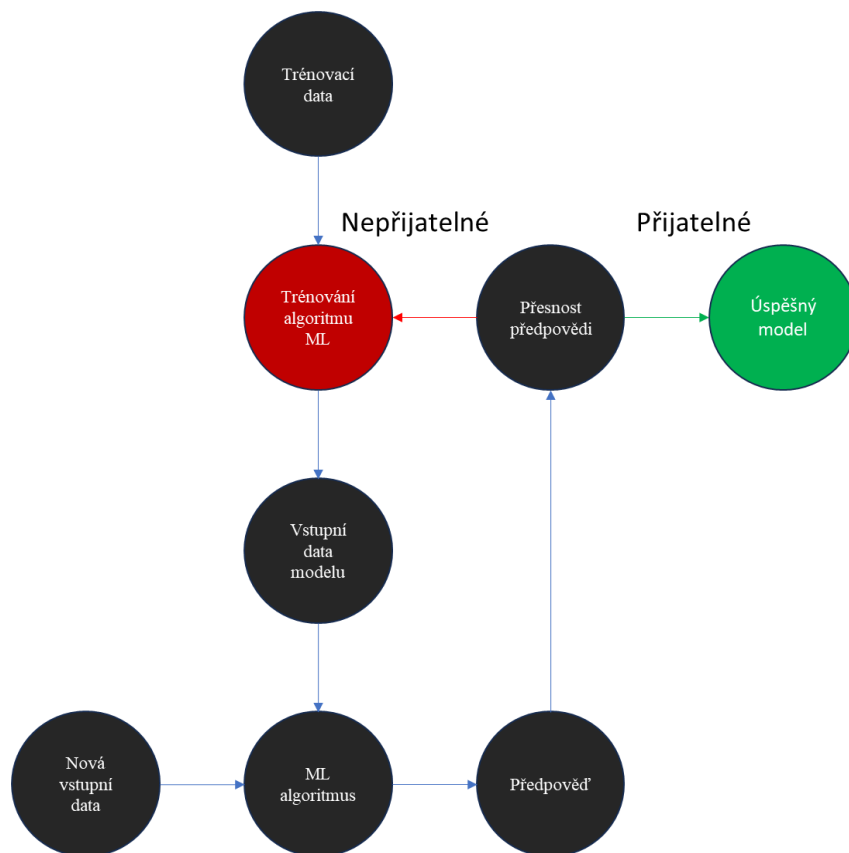 Trénovací
data
Nepřijatelné
Přijatelné
Trénování
algoritmu
ML
Přesnost
předpovědi
Úspěšný
model
Vstupní
data
modelu
Nová
vstupní
data
ML
algoritmus
Předpověď